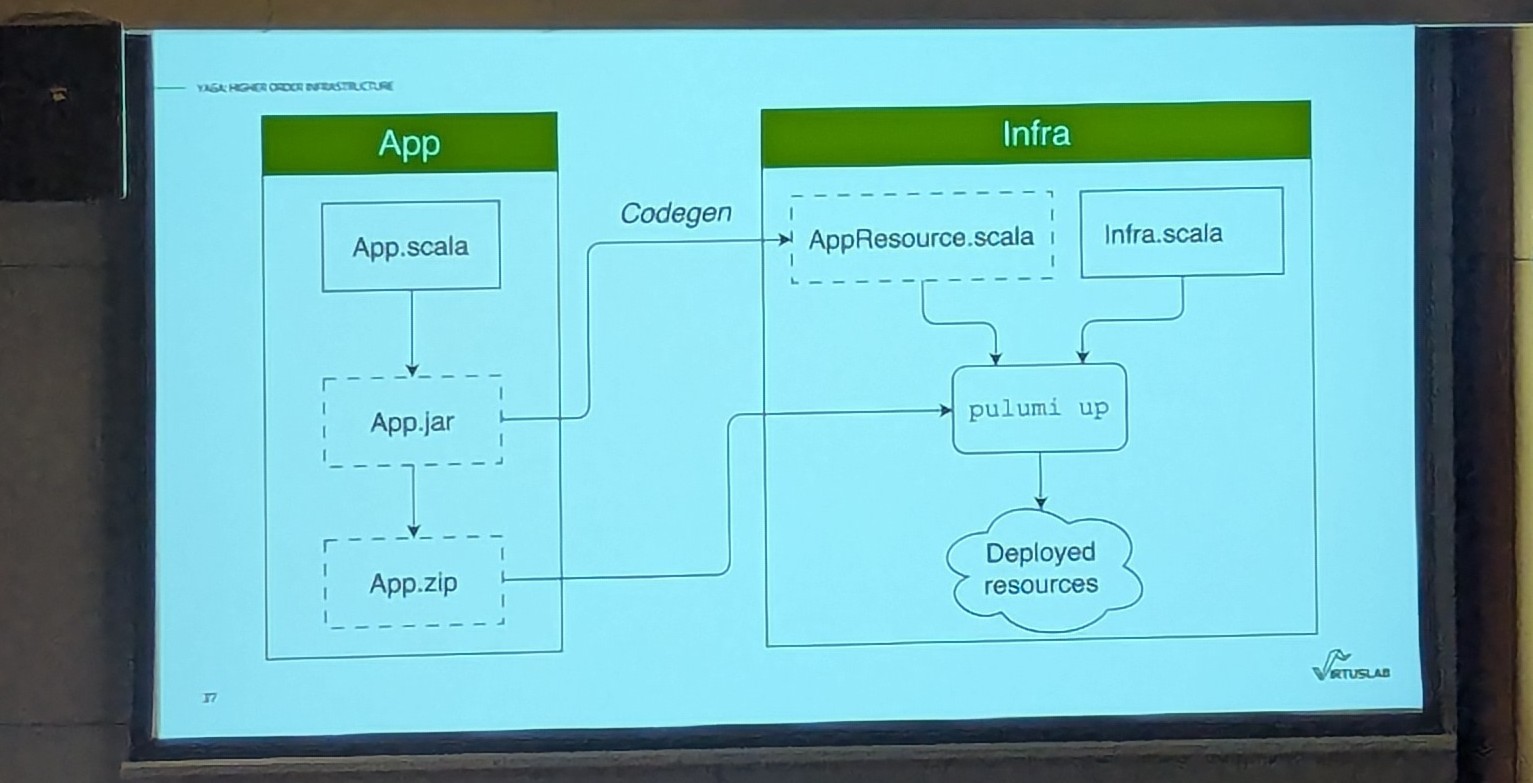 YAGA: HIGHER ORDER INFRASTRUCTURE
App
Infra
App.scala
Codegen
AppResource.scala
Infra.scala
App.jar
pulumi up
App.zip
Deployed
resources
VIRTUSLAB
37